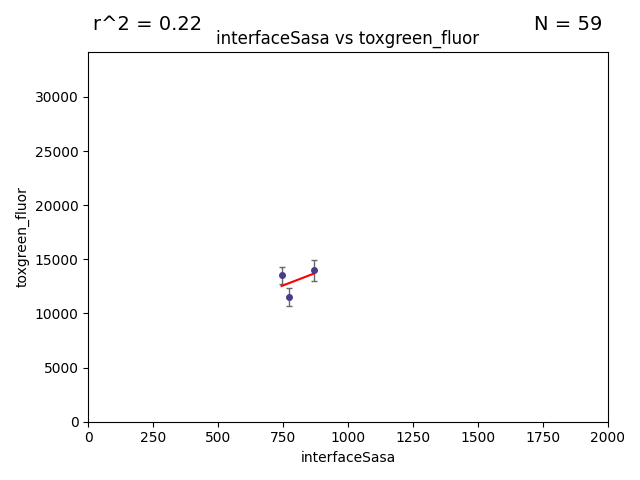 r^2 = 0.22
N = 59
interfaceSasa vs toxgreen_fluor
30000
25000
20000
15000
10000
5000
0
toxgreen_fluor
0 250 500 750 1000 1250 1500 1750 2000
interfaceSasa